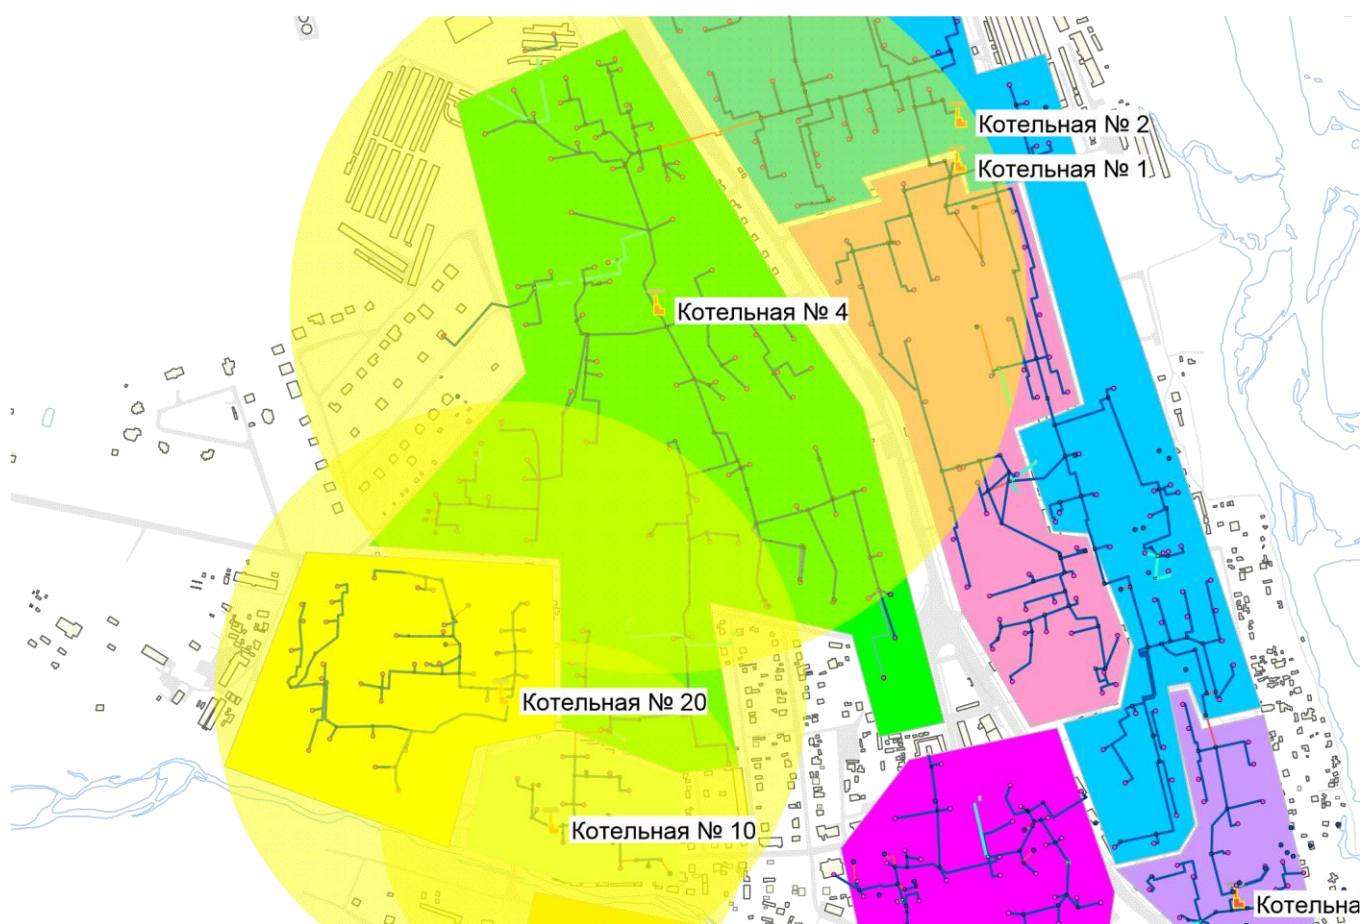 Котельная № 2
Котельная № 1
Котельная № 4
Котельная № 20
Котельная № 10
Котельна